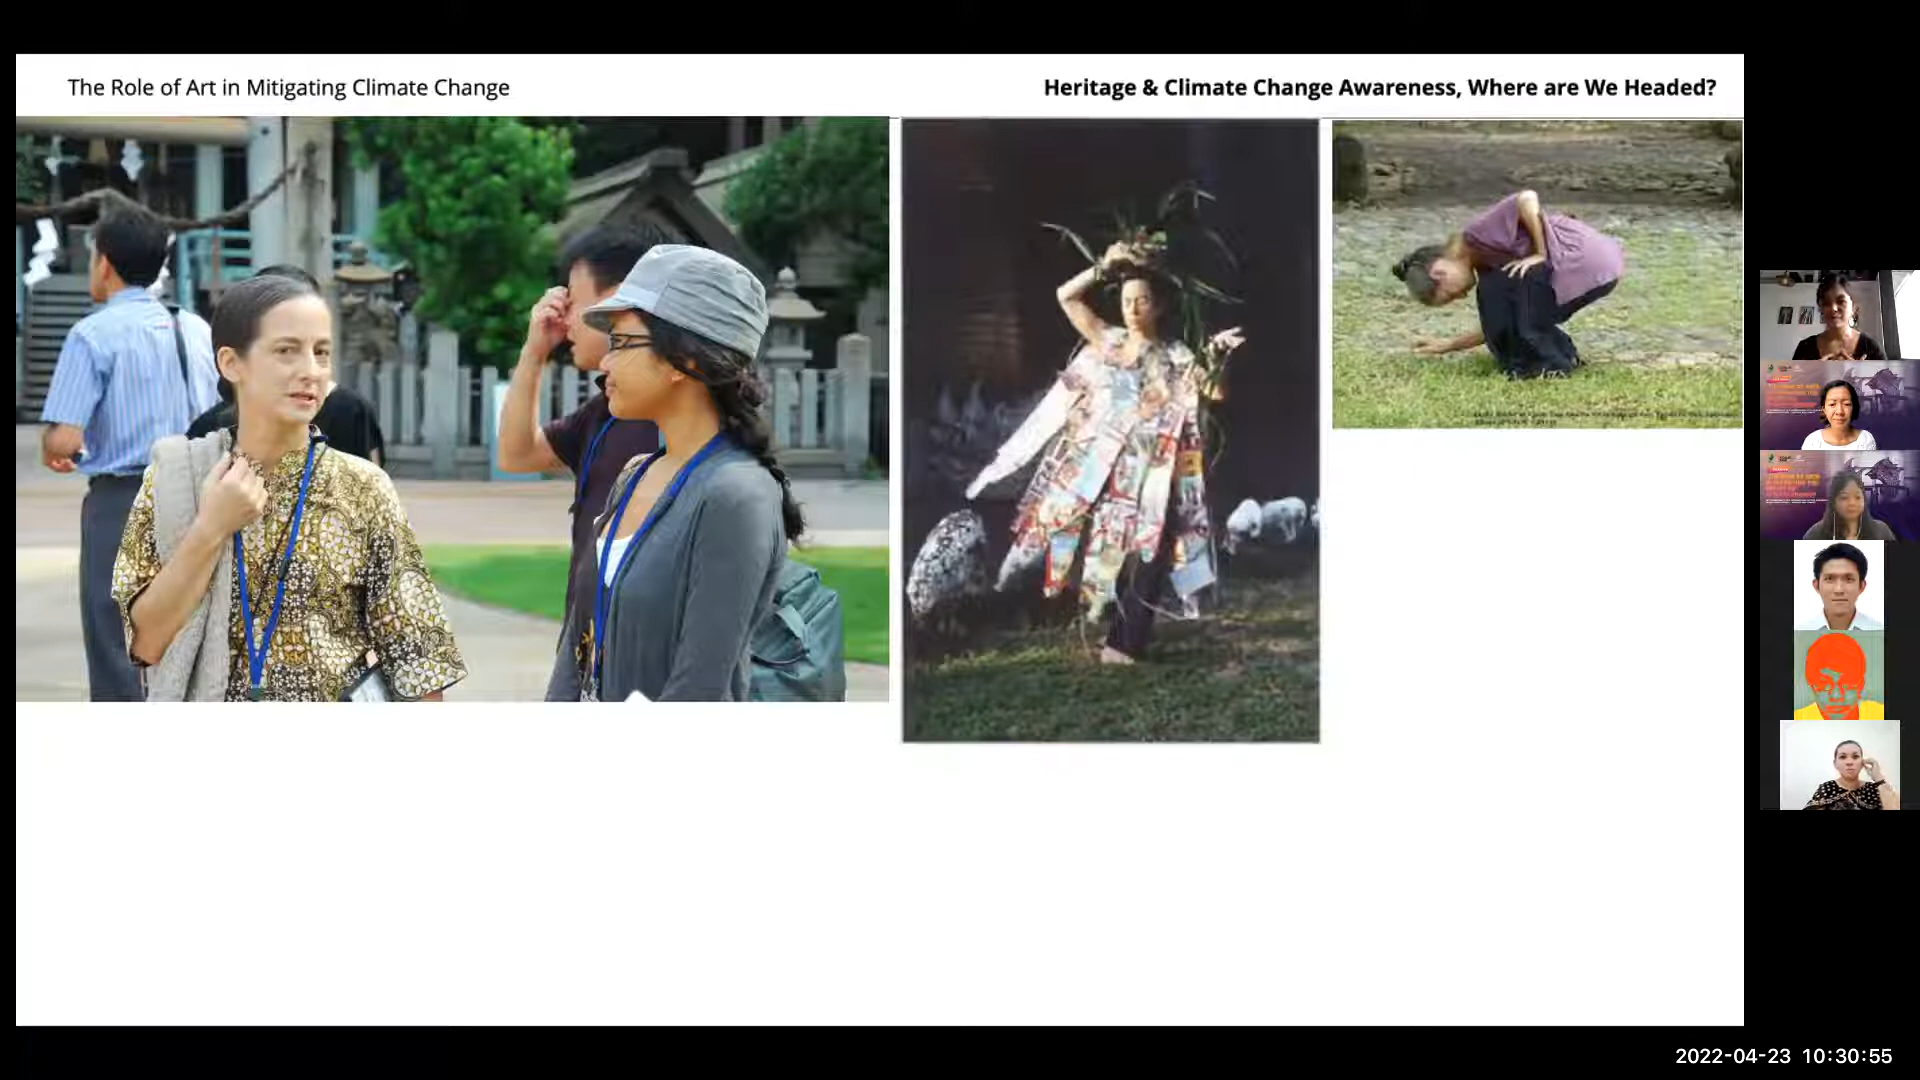 The Role of Art in Mitigating Climate Change
Heritage & Climate Change Awareness, Where are We Headed?
2022-04-23 10:30:55